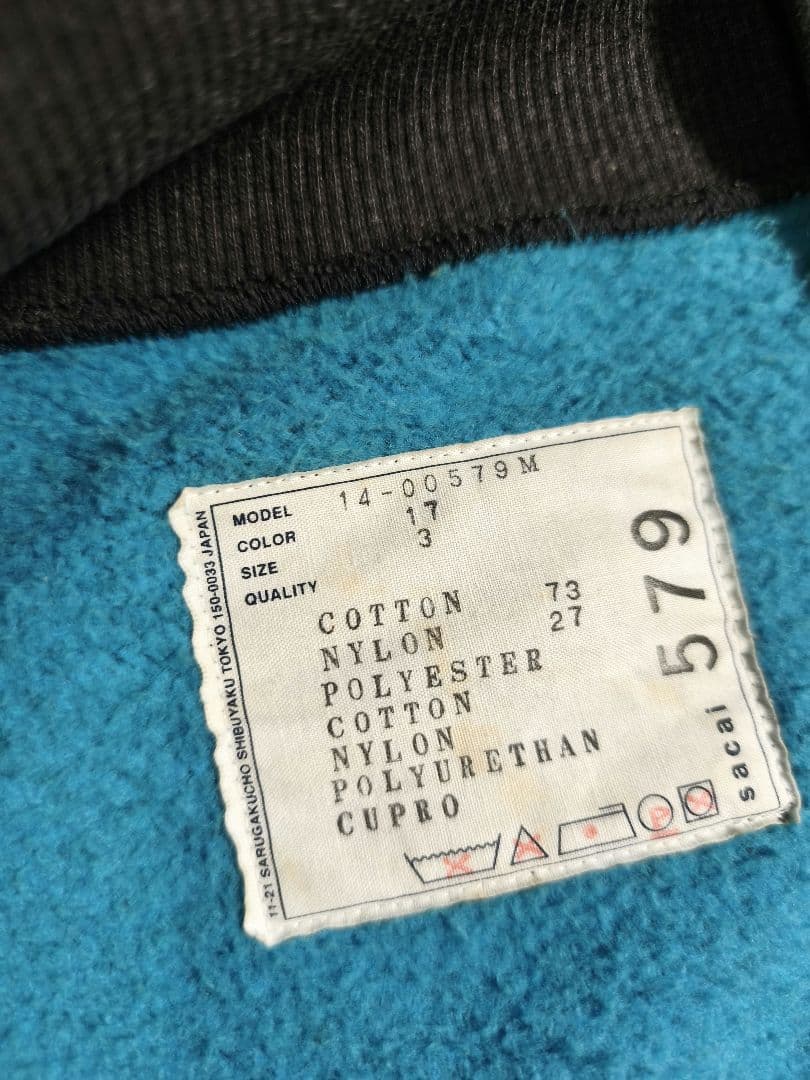 MODEL 14-00579M
COLOR 17
SIZE 3
QUALITY
COTTON 73
NYLON 27
POLYESTER
COTTON
NYLON
POLYURETHAN
CUPRO
P
579
sacai
11-21 SARUGAKUCHO SHIBUYAKU TOKYO 150-0033 JAPAN